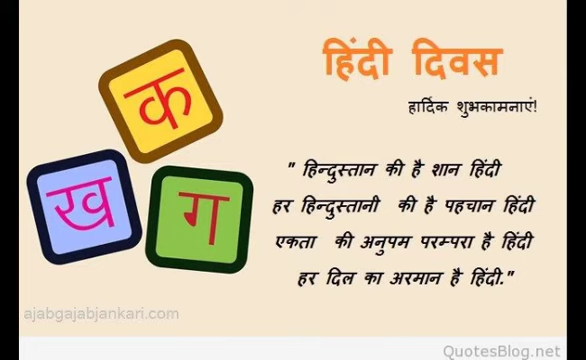 हिंदी दिवस
हार्दिक शुभकामनाएं!
क
ख
ग
" हिन्दुस्तान की है शान हिंदी
हर हिन्दुस्तानी की है पहचान हिंदी
एकता की अनुपम परम्परा है हिंदी
हर दिल का अरमान है हिंदी."
ajabgajabjankari.com
QuotesBlog.net